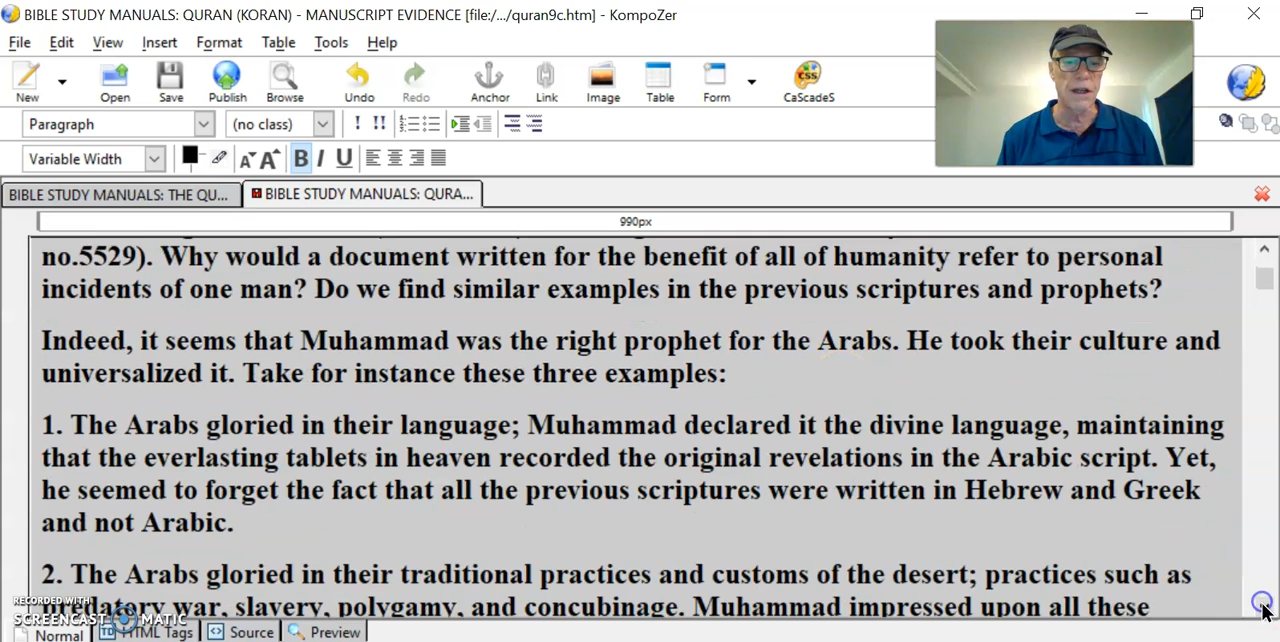 BIBLE STUDY MANUALS: QURAN (KORAN) - MANUSCRIPT EVIDENCE [file:/.../quran9c.htm] - KompoZer
File Edit View Insert Format Table Tools Help
New Open Save Publish Browse Undo Redo Anchor Link Image Table Form CaScadeS
Paragraph (no class) ! !!
Variable Width A A B I U
BIBLE STUDY MANUALS: THE QU... BIBLE STUDY MANUALS: QURA...
990px
no.5529). Why would a document written for the benefit of all of humanity refer to personal
incidents of one man? Do we find similar examples in the previous scriptures and prophets?
Indeed, it seems that Muhammad was the right prophet for the Arabs. He took their culture and
universalized it. Take for instance these three examples:
1. The Arabs gloried in their language; Muhammad declared it the divine language, maintaining
that the everlasting tablets in heaven recorded the original revelations in the Arabic script. Yet,
he seemed to forget the fact that all the previous scriptures were written in Hebrew and Greek
and not Arabic.
2. The Arabs gloried in their traditional practices and customs of the desert; practices such as
predatory war, slavery, polygamy, and concubinage. Muhammad impressed upon all these
RECORDED WITH
SCREENCAST MATIC
Normal HTML Tags Source Preview